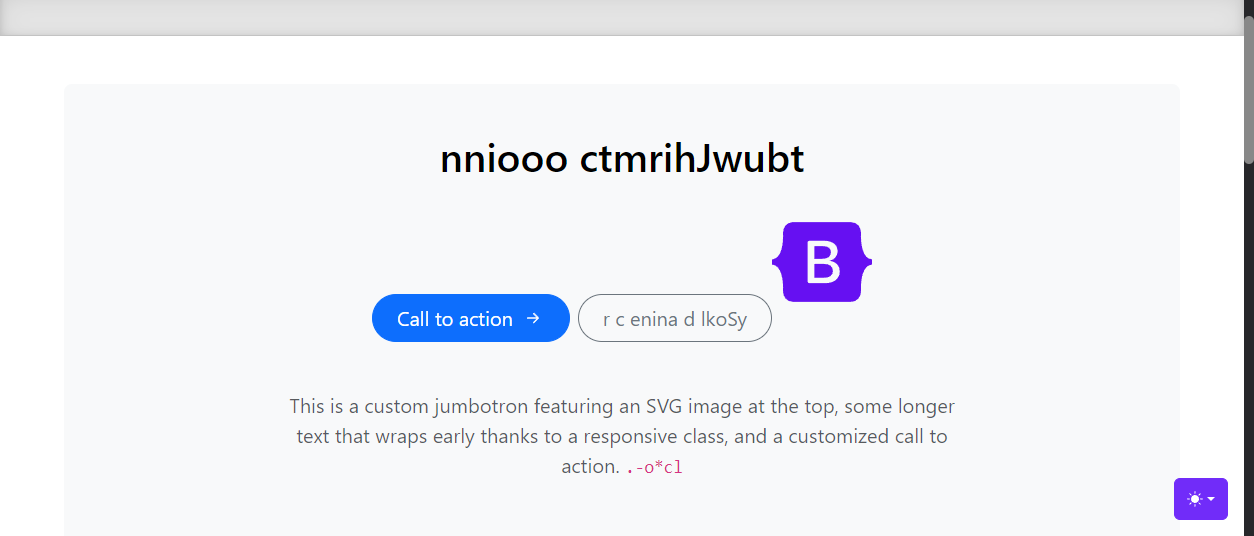 nniooo ctmrihJwubt
B
Call to action
r c enina d lkoSy
This is a custom jumbotron featuring an SVG image at the top, some longer
text that wraps early thanks to a responsive class, and a customized call to
action. .-o*cl